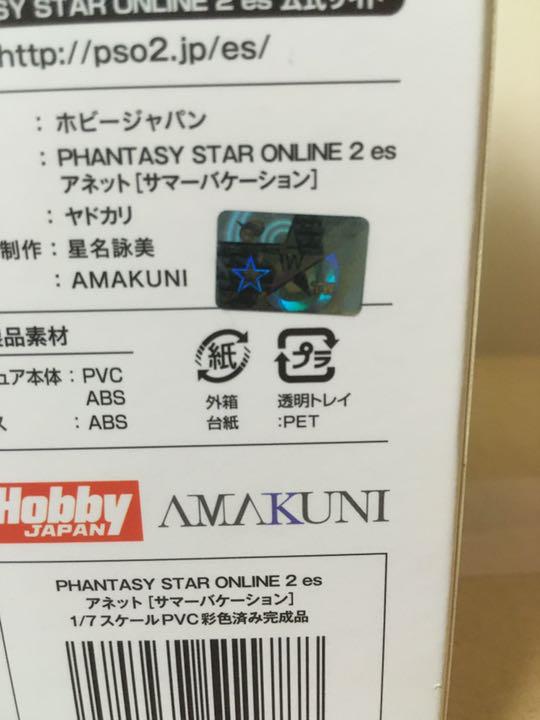 SY STAR ONLINE 2 es 公式サイト
http://pso2.jp/es/
: ホビージャパン
: PHANTASY STAR ONLINE 2 es
アネット［サマーバケーション］
: ヤドカリ
制作 : 星名詠美
: AMAKUNI
品素材
ュア本体 : PVC
ABS
ス : ABS
紙
プラ
外箱
台紙
透明トレイ
:PET
Hobby
JAPAN
AMAKUNI
PHANTASY STAR ONLINE 2 es
アネット［サマーバケーション］
1/7スケールPVC彩色済み完成品